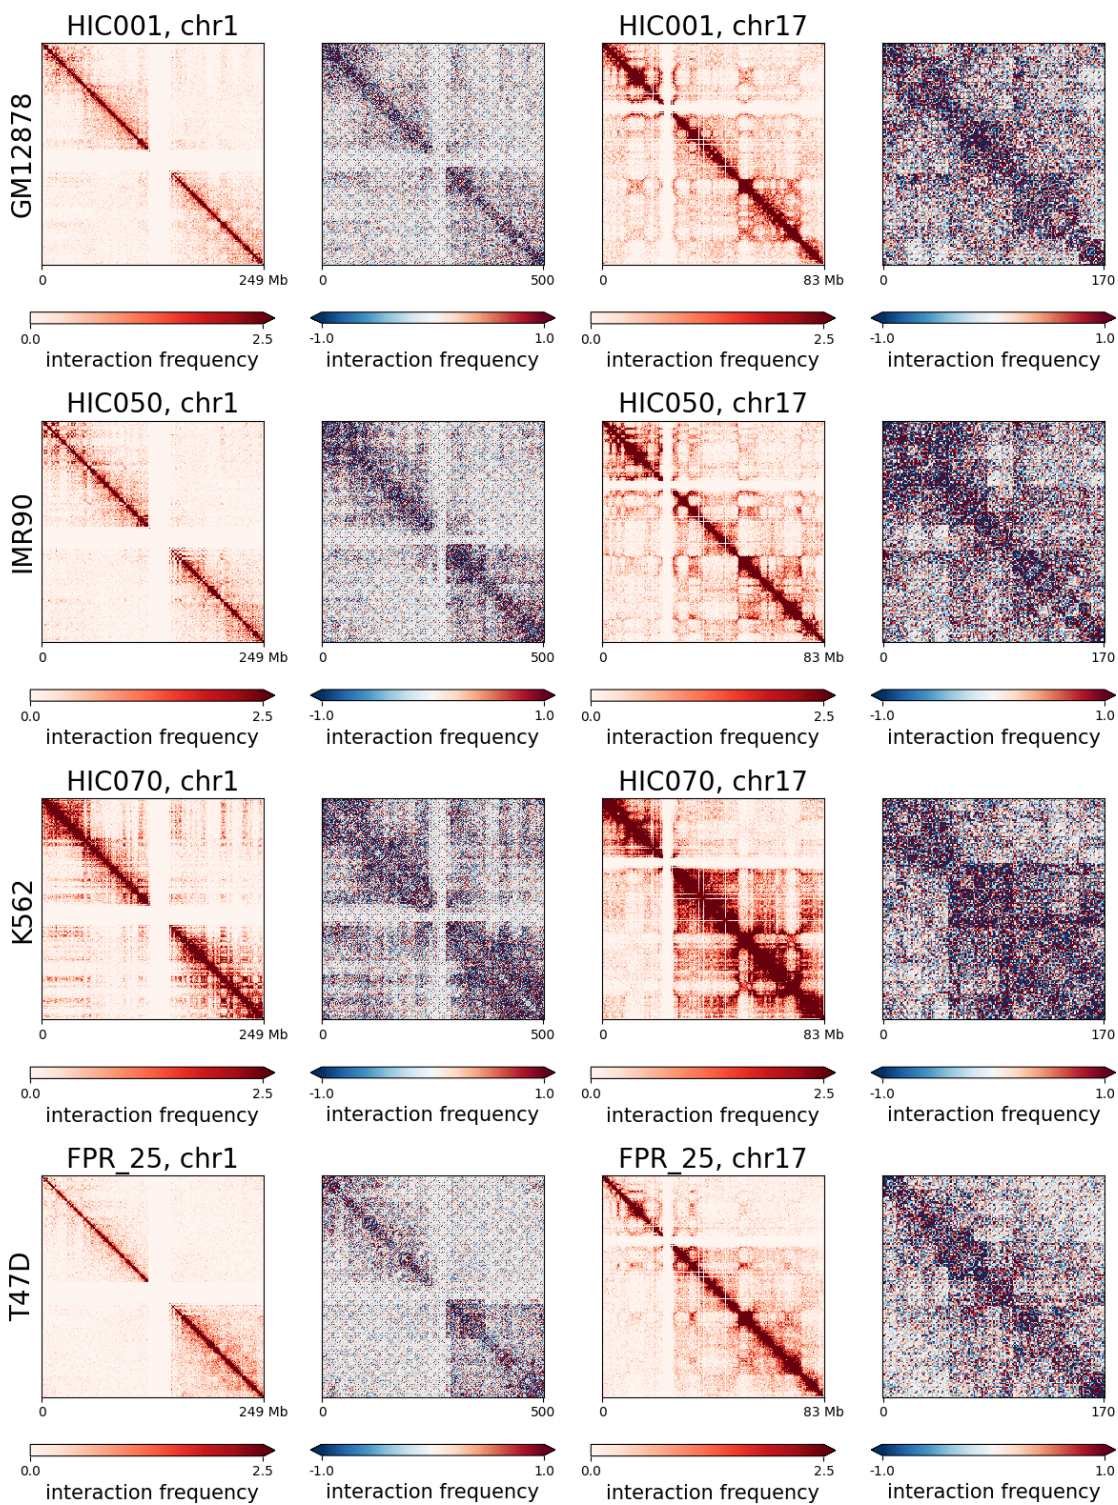 HIC001, chr1 HIC001, chr17
GM12878
0 249 Mb 0 500 0 83 Mb 0 170
0.0 2.5 -1.0 1.0 0.0 2.5 -1.0 1.0
interaction frequency interaction frequency interaction frequency interaction frequency
HIC050, chr1 HIC050, chr17
IMR90
0 249 Mb 0 500 0 83 Mb 0 170
0.0 2.5 -1.0 1.0 0.0 2.5 -1.0 1.0
interaction frequency interaction frequency interaction frequency interaction frequency
HIC070, chr1 HIC070, chr17
K562
0 249 Mb 0 500 0 83 Mb 0 170
0.0 2.5 -1.0 1.0 0.0 2.5 -1.0 1.0
interaction frequency interaction frequency interaction frequency interaction frequency
FPR_25, chr1 FPR_25, chr17
T47D
0 249 Mb 0 500 0 83 Mb 0 170
0.0 2.5 -1.0 1.0 0.0 2.5 -1.0 1.0
interaction frequency interaction frequency interaction frequency interaction frequency